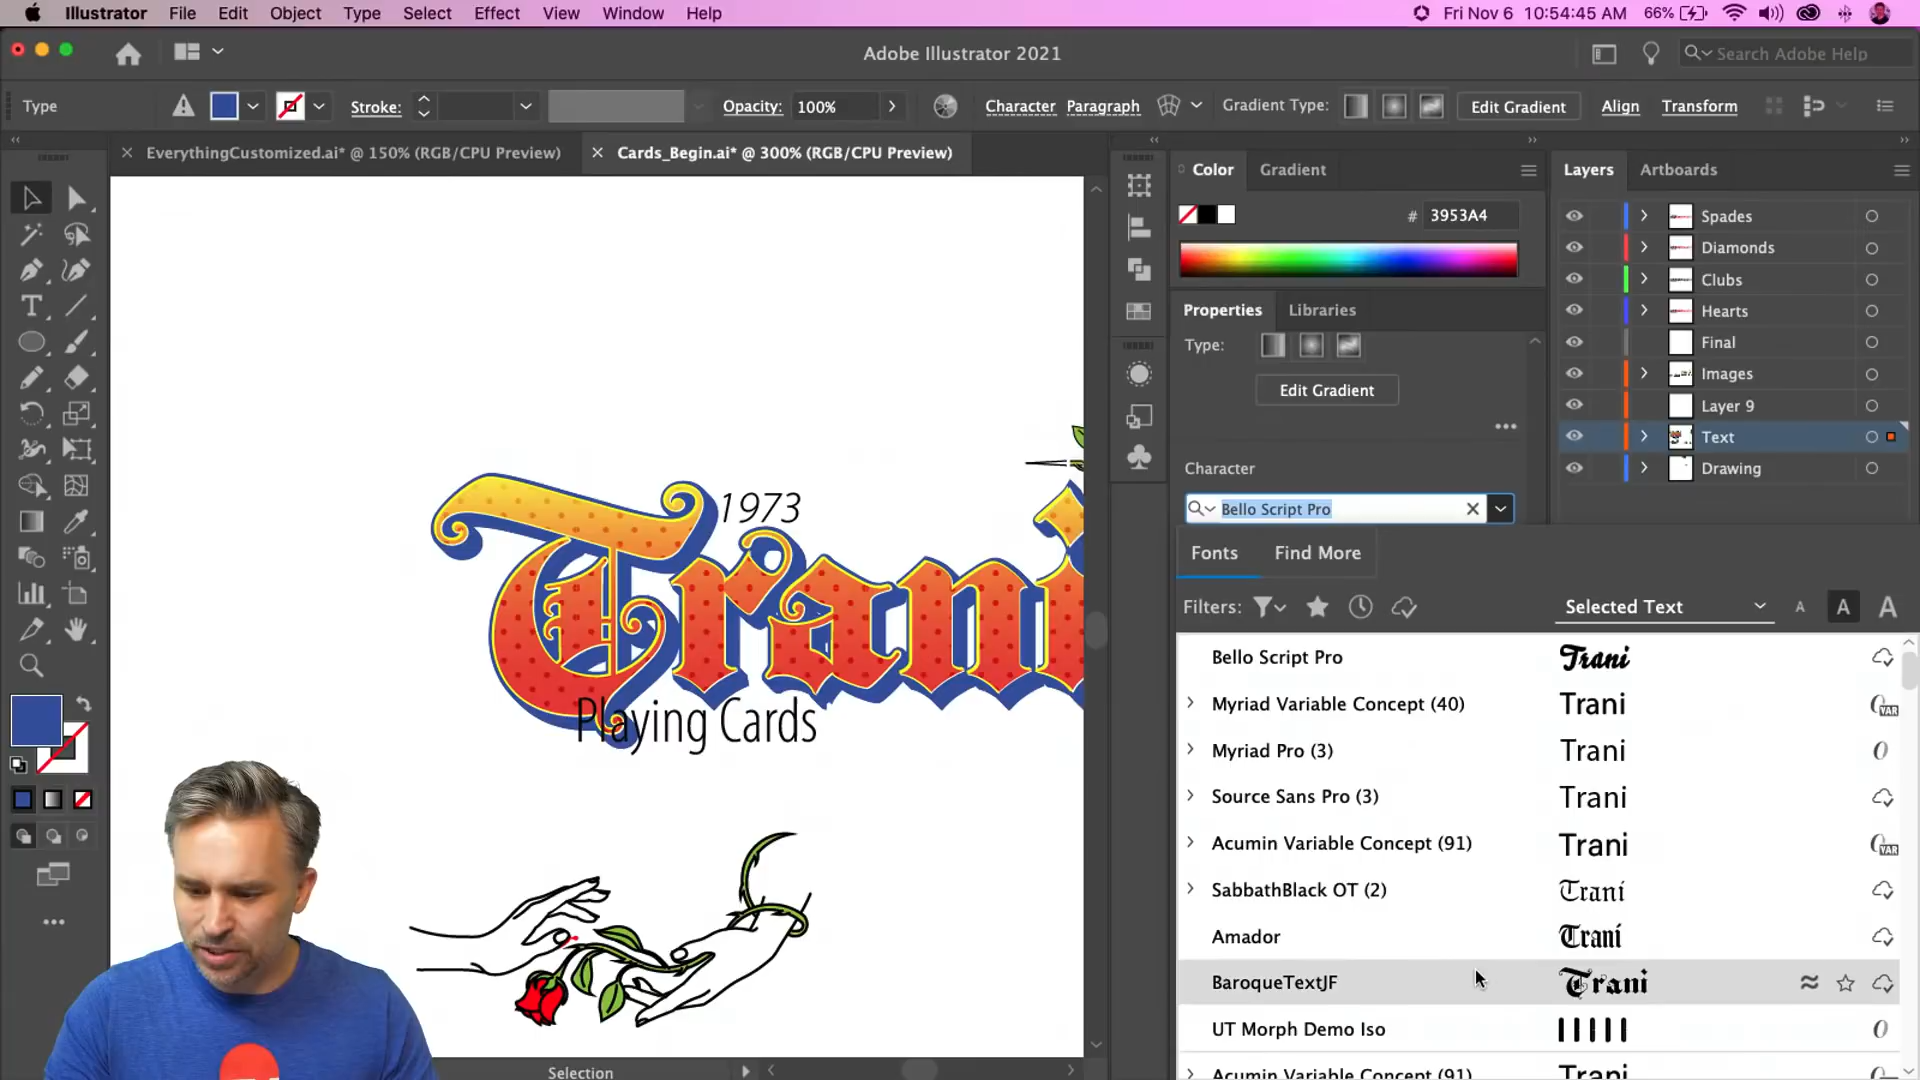 Illustrator File Edit Object Type Select Effect View Window Help Fri Nov 6 10:54:45 AM 66%
Adobe Illustrator 2021 Search Adobe Help
Type Stroke: Opacity: 100% Character Paragraph Gradient Type: Edit Gradient Align Transform
EverythingCustomized.ai* @ 150% (RGB/CPU Preview) Cards_Begin.ai* @ 300% (RGB/CPU Preview)
Color Gradient
# 3953A4
Properties Libraries
Type:
Edit Gradient
Character
Bello Script Pro
Layers Artboards
Spades
Diamonds
Clubs
Hearts
Final
Images
Layer 9
Text
Drawing
Fonts Find More
Filters: Selected Text A A A
Bello Script Pro Trani
Myriad Variable Concept (40) Trani
Myriad Pro (3) Trani
Source Sans Pro (3) Trani
Acumin Variable Concept (91) Trani
SabbathBlack OT (2) Trani
Amador Trani
BaroqueTextJF Trani
UT Morph Demo Iso
Acumin Variable Concept (91) Trani
1973
Trani
Playing Cards
Selection